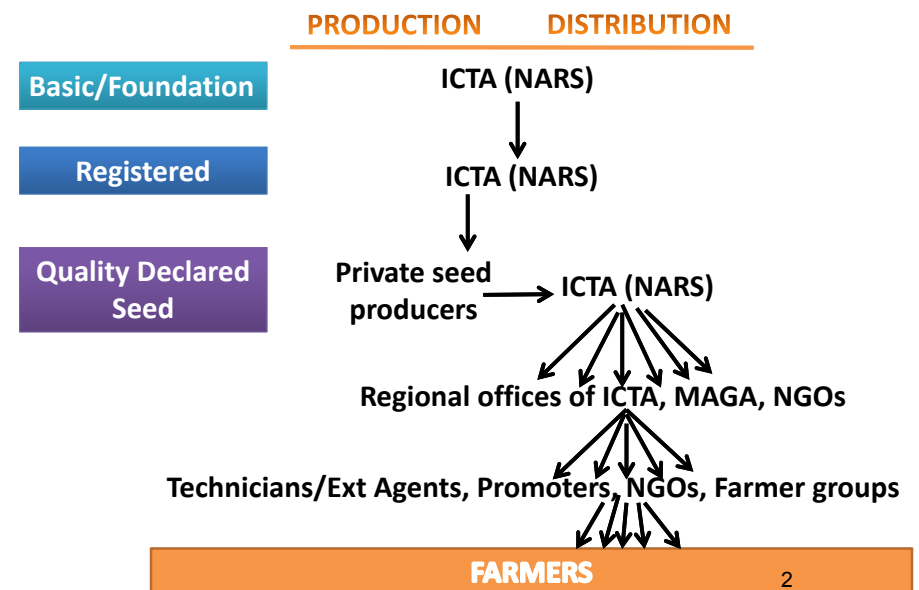 PRODUCTION DISTRIBUTION
Basic/Foundation
ICTA (NARS)
Registered
ICTA (NARS)
Quality Declared
Seed
Private seed
producers
ICTA (NARS)
Regional offices of ICTA, MAGA, NGOs
Technicians/Ext Agents, Promoters, NGOs, Farmer groups
FARMERS
2